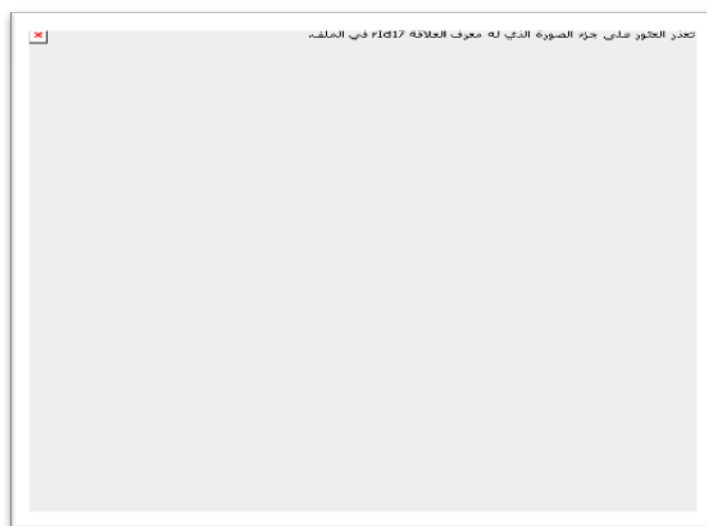 تعذر العثور على جزء الصورة الذي له معرف العلاقة rId17 في الملف.